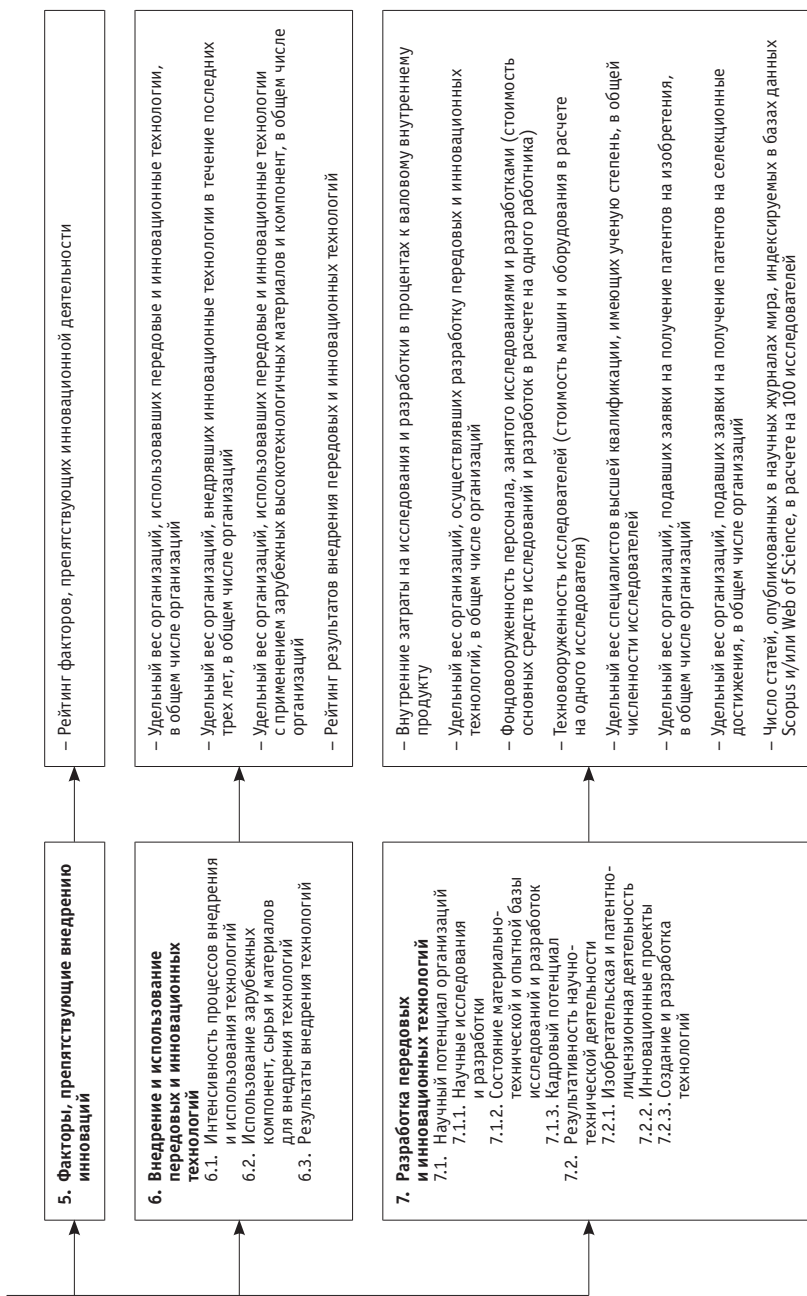 5. Факторы, препятствующие внедрению
инноваций
– Рейтинг факторов, препятствующих инновационной деятельности
6. Внедрение и использование
передовых и инновационных
технологий
6.1. Интенсивность процессов внедрения
и использования технологий
6.2. Использование зарубежных
компонент, сырья и материалов
для внедрения технологий
6.3. Результаты внедрения технологий
– Удельный вес организаций, использовавших передовые и инновационные технологии,
в общем числе организаций
– Удельный вес организаций, внедрявших инновационные технологии в течение последних
трех лет, в общем числе организаций
– Удельный вес организаций, использовавших передовые и инновационные технологии
с применением зарубежных высокотехнологичных материалов и компонент, в общем числе
организаций
– Рейтинг результатов внедрения передовых и инновационных технологий
7. Разработка передовых
и инновационных технологий
7.1. Научный потенциал организаций
7.1.1. Научные исследования
и разработки
7.1.2. Состояние материально-
технической и опытной базы
исследований и разработок
7.1.3. Кадровый потенциал
7.2. Результативность научно-
технической деятельности
7.2.1. Изобретательская и патентно-
лицензионная деятельность
7.2.2. Инновационные проекты
7.2.3. Создание и разработка
технологий
– Внутренние затраты на исследования и разработки в процентах к валовому внутреннему
продукту
– Удельный вес организаций, осуществлявших разработку передовых и инновационных
технологий, в общем числе организаций
– Фондовооруженность персонала, занятого исследованиями и разработками (стоимость
основных средств исследований и разработок в расчете на одного работника)
– Техновооруженность исследователей (стоимость машин и оборудования в расчете
на одного исследователя)
– Удельный вес специалистов высшей квалификации, имеющих ученую степень, в общей
численности исследователей
– Удельный вес организаций, подавших заявки на получение патентов на изобретения,
в общем числе организаций
– Удельный вес организаций, подавших заявки на получение патентов на селекционные
достижения, в общем числе организаций
– Число статей, опубликованных в научных журналах мира, индексируемых в базах данных
Scopus и/или Web of Science, в расчете на 100 исследователей